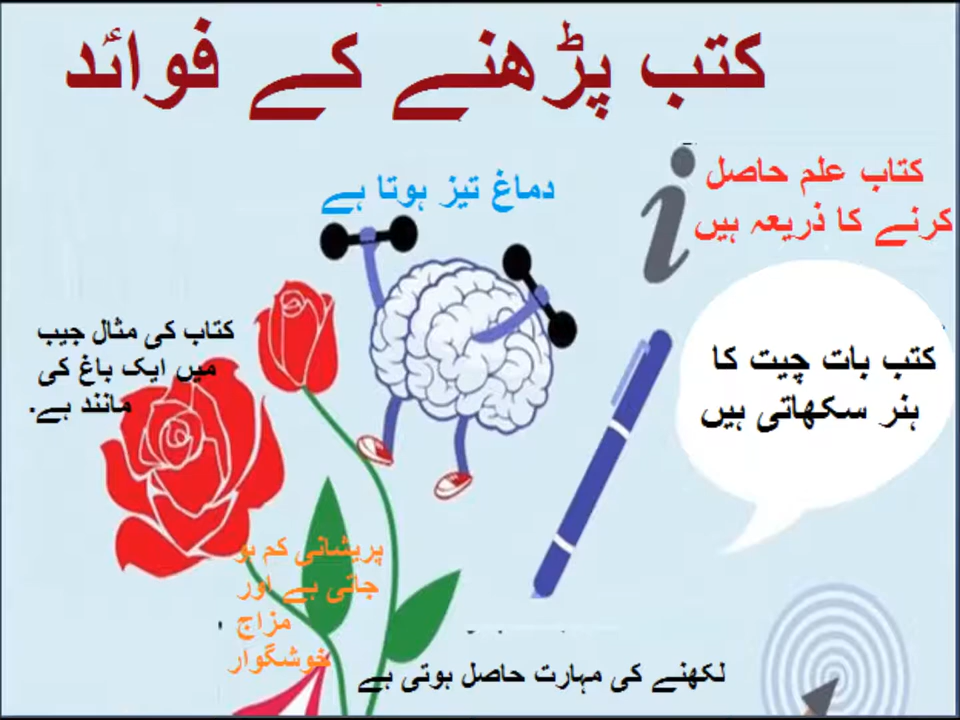 کتب پڑھنے کے فوائد
کتاب علم حاصل
کرنے کا ذریعہ ہیں
دماغ تیز ہوتا ہے
کتاب کی مثال جیب
میں ایک باغ کی
مانند ہے۔
کتب بات چیت کا
ہنر سکھاتی ہیں
پریشانی کم ہو
جاتی ہے اور
مزاج
خوشگوار
لکھنے کی مہارت حاصل ہوتی ہے